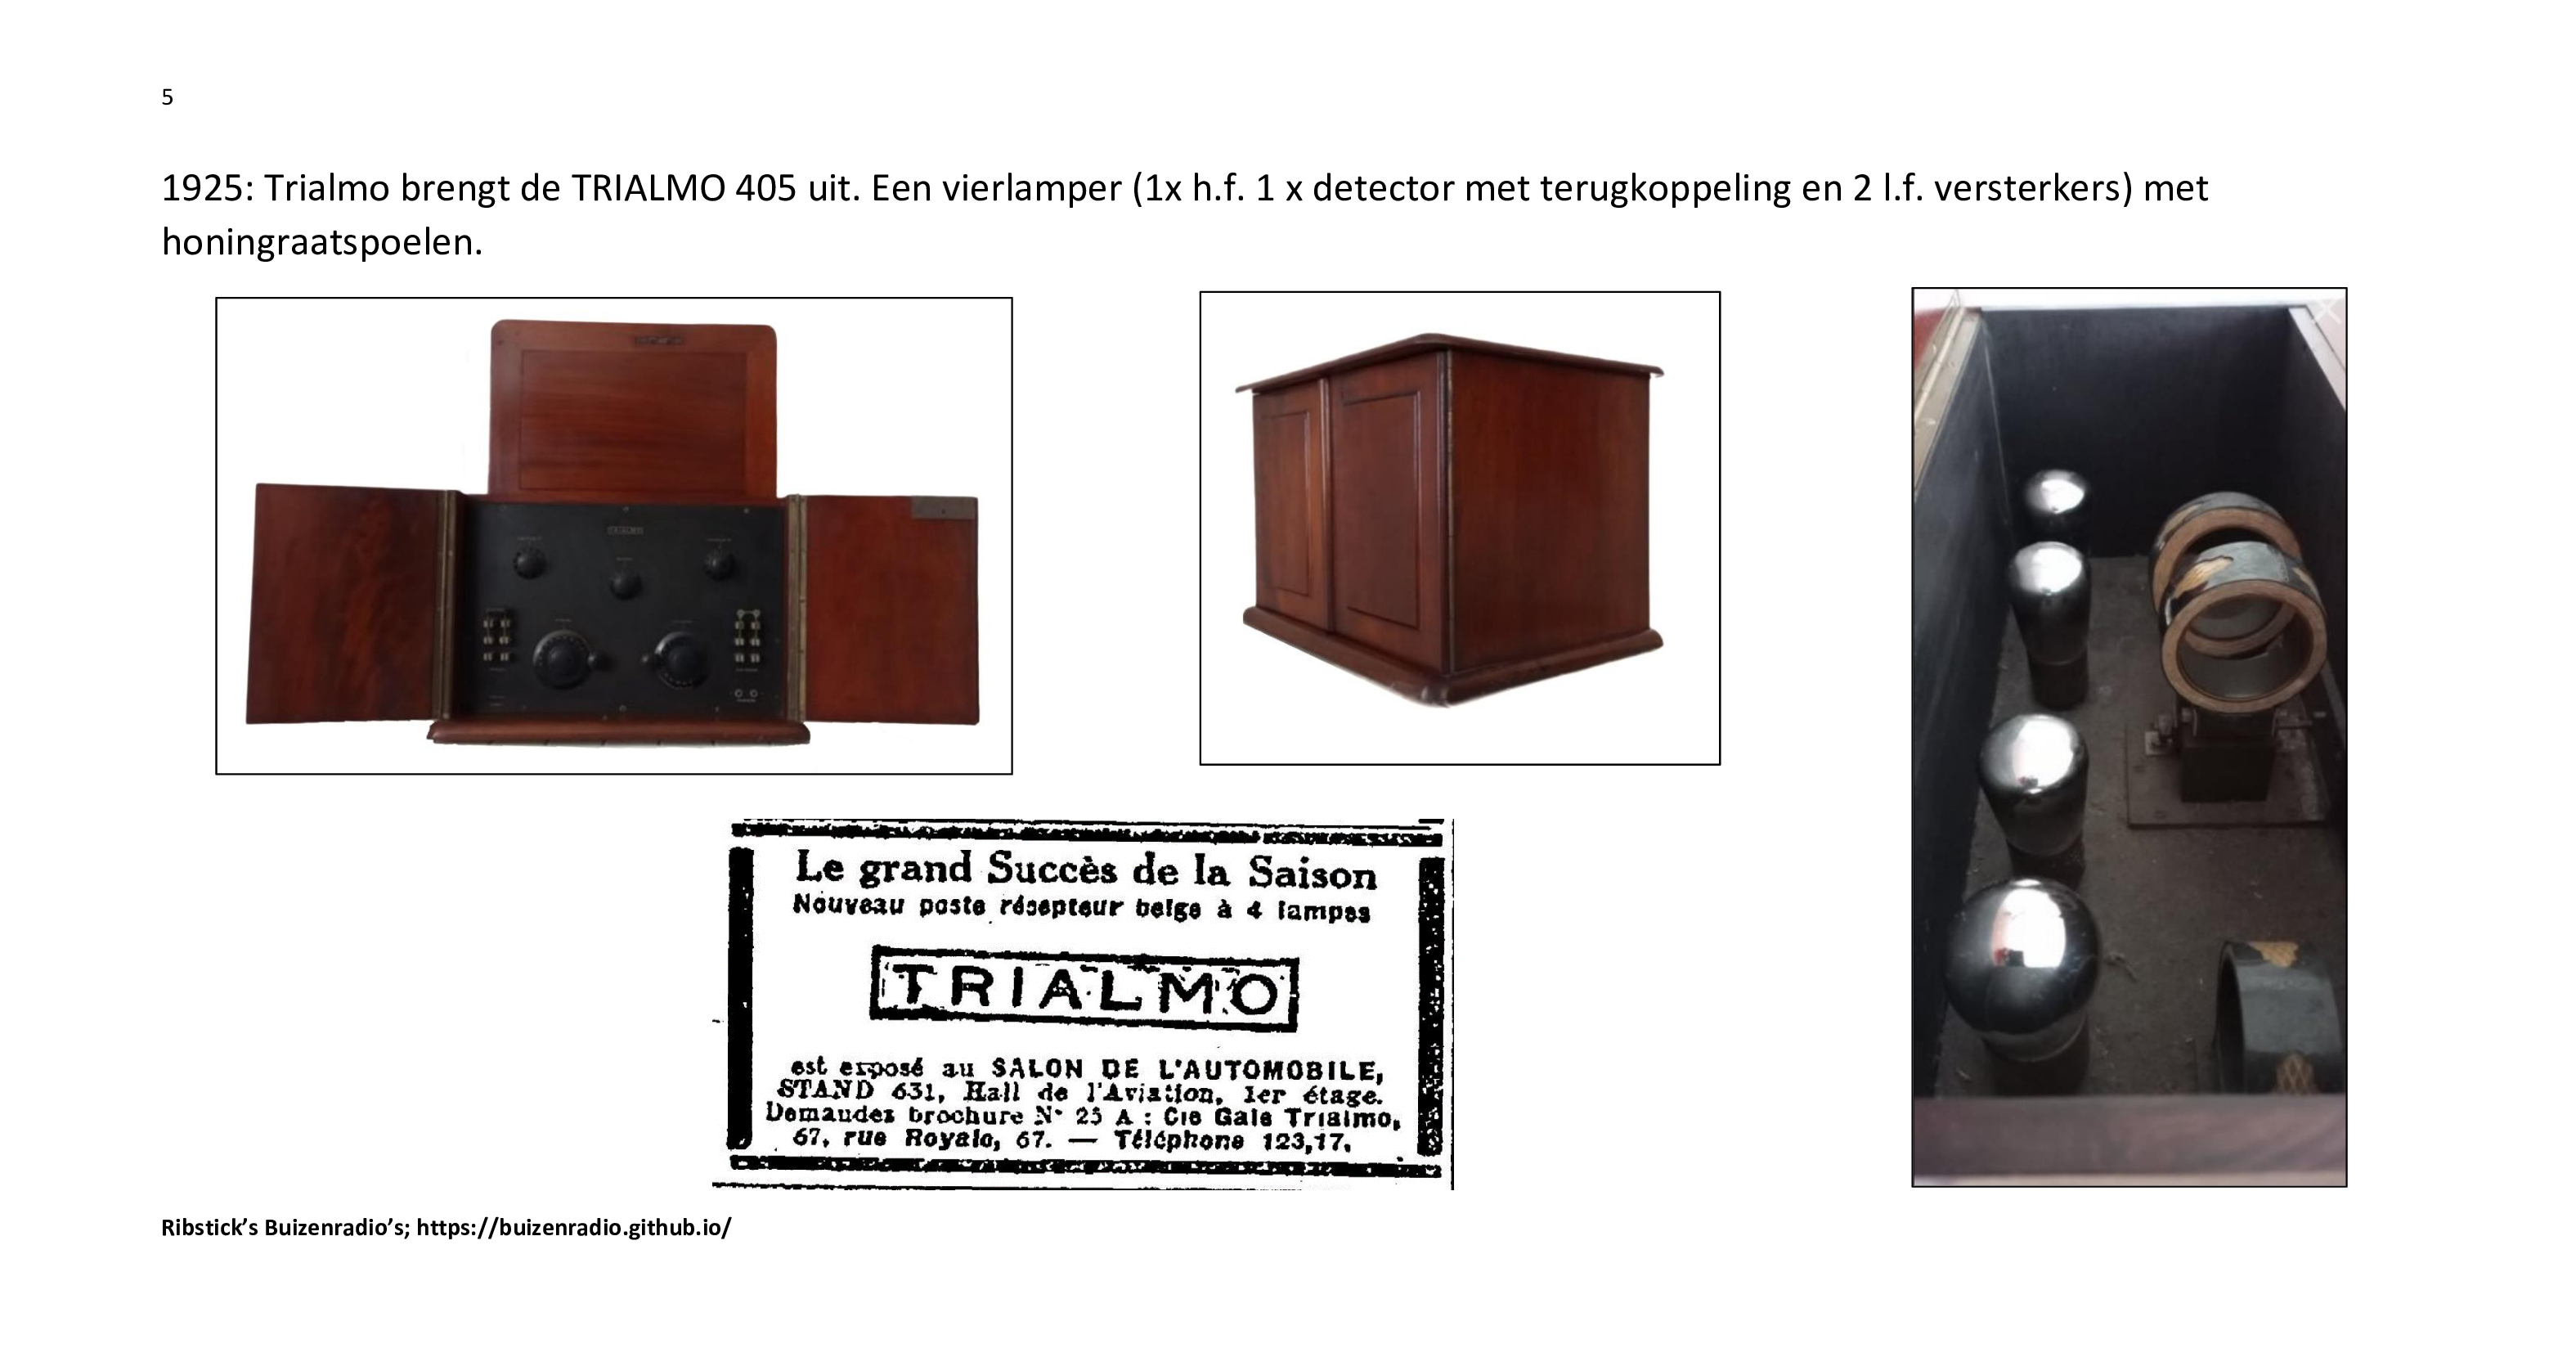 5
1925: Trialmo brengt de TRIALMO 405 uit. Een vierlamper (1x h.f. 1 x detector met terugkoppeling en 2 l.f. versterkers) met
honingraatspoelen.
TRIALMO
Le grand Succès de la Saison
Nouveau poste récepteur belge à 4 lampes
TRIALMO
est exposé au SALON DE L'AUTOMOBILE,
STAND 631, Hall de l'Aviation, 1er étage.
Demandez brochure N° 25 A : Cie Gale Trialmo,
67, rue Royale, 67. — Téléphone 123,17.
Ribstick’s Buizenradio’s; https://buizenradio.github.io/